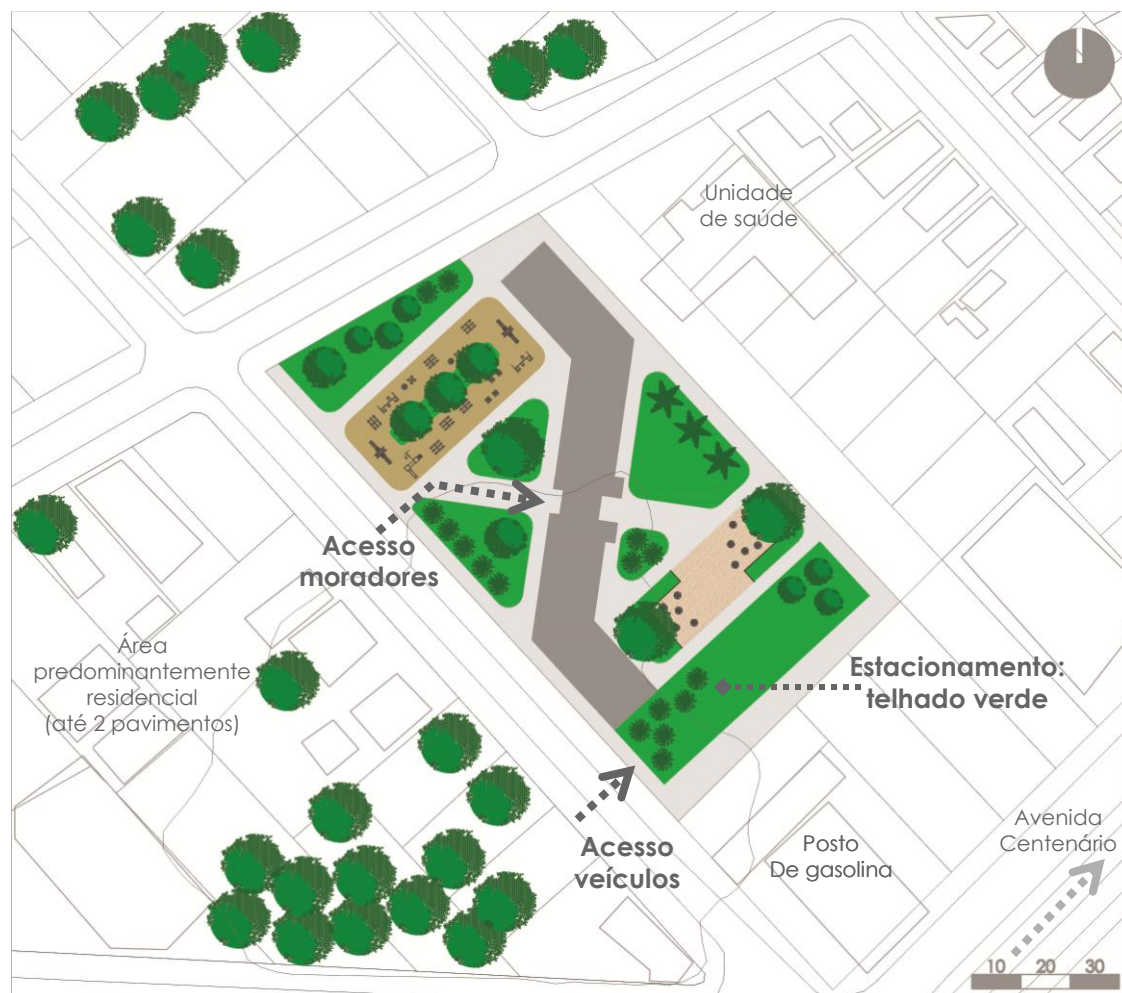 Unidade
de saúde
Acesso
moradores
Área
predominantemente
residencial
(até 2 pavimentos)
Estacionamento:
telhado verde
Acesso
veículos
Posto
De gasolina
Avenida
Centenário
10 20 30